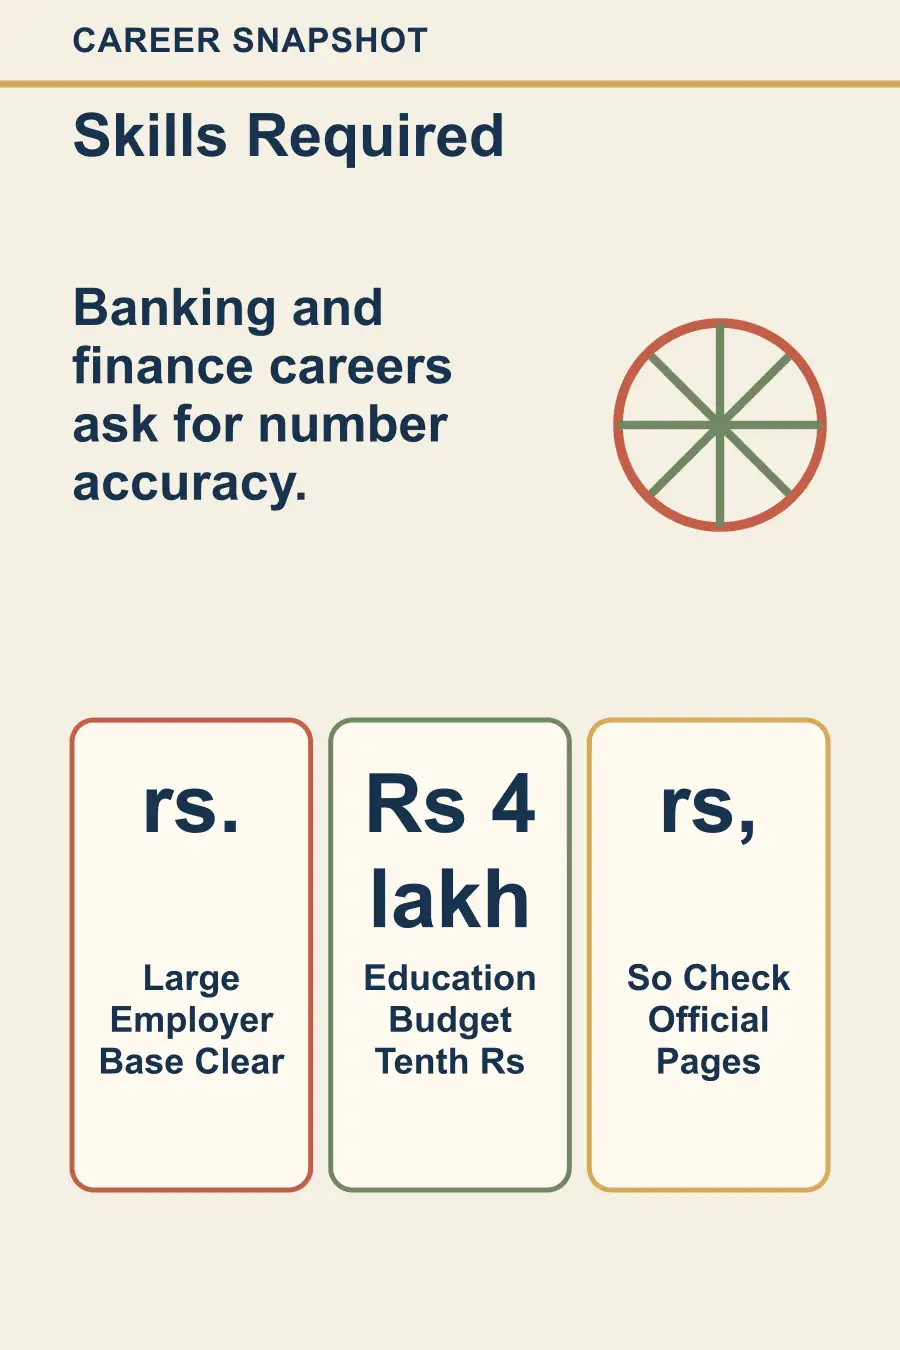 CAREER SNAPSHOT
Skills Required
Banking and
finance careers
ask for number
accuracy.
rs.
Large
Employer
Base Clear
Rs 4
lakh
Education
Budget
Tenth Rs
rs,
So Check
Official
Pages